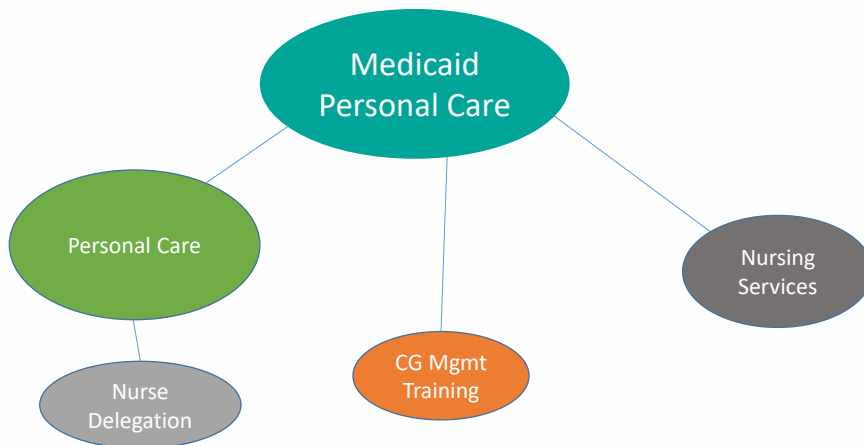 Medicaid
Personal Care
Personal Care
Nursing
Services
CG Mgmt
Training
Nurse
Delegation